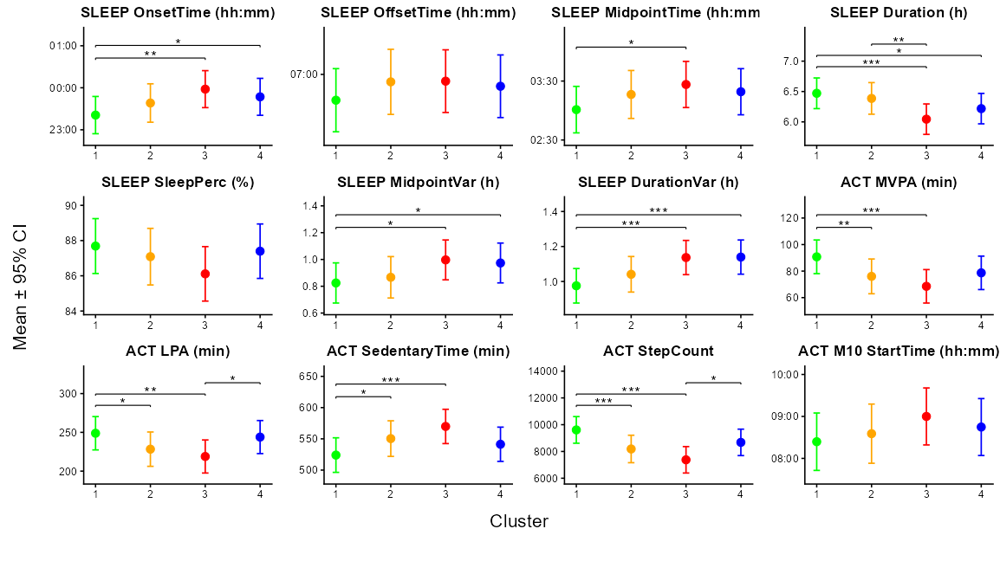 SLEEP OnsetTime (hh:mm)
SLEEP OffsetTime (hh:mm)
SLEEP MidpointTime (hh:mm
SLEEP Duration (h)
01:00
00:00
23:00
*
**
1 2 3 4
07:00
1 2 3 4
03:30
02:30
*
1 2 3 4
7.0
6.5
6.0
**
*
***
1 2 3 4
SLEEP SleepPerc (%)
SLEEP MidpointVar (h)
SLEEP DurationVar (h)
ACT MVPA (min)
90
88
86
84
1 2 3 4
1.4
1.2
1.0
0.8
0.6
*
*
1 2 3 4
1.4
1.2
1.0
***
***
1 2 3 4
120
100
80
60
***
**
1 2 3 4
ACT LPA (min)
ACT SedentaryTime (min)
ACT StepCount
ACT M10 StartTime (hh:mm)
300
250
200
*
**
*
1 2 3 4
650
600
550
500
***
*
1 2 3 4
14000
12000
10000
8000
6000
*
***
***
1 2 3 4
10:00
09:00
08:00
1 2 3 4
Mean ± 95% CI
Cluster